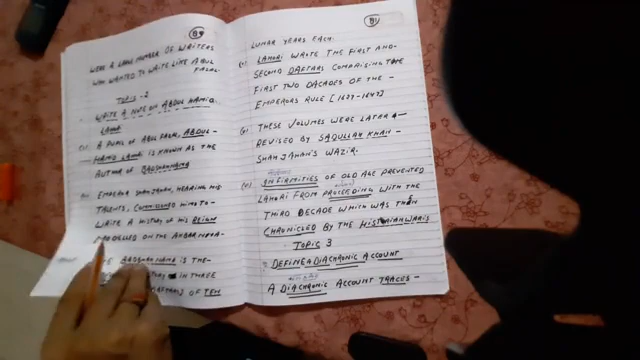 89
WERE A LARGE NUMBER OF WRITERS
WHO WANTED TO WRITE LIKE ABUL
FAZAL.
TOPIC - 2
WRITE A NOTE ON ABDUL HAMID
LAHORI
A PUPIL OF ABUL FAZAL, ABDUL-
HAMID LAHORI IS KNOWN AS THE
AUTHOR OF BADSHAHNAMA
EMPEROR SHAH JAHAN, HEARING HIS
TALENTS, COMMISSIONED HIM TO-
WRITE A HISTORY OF HIS REIGN
MODELLED ON THE AKBAR NAMA-
BADSHAHNAMA IS THE-
IN THREE
OF TEN
LUNAR YEARS EACH.
LAHORI WROTE THE FIRST AND-
SECOND DAFTARS COMPRISING THE
FIRST TWO DECADES OF THE-
EMPERORS RULE [1627-1647]
THESE VOLUMES WERE LATER
REVISED BY SADULLAH KHAN-
SHAH JAHAN'S WAZIR.
INFIRMITIES OF OLD AGE PREVENTED
LAHORI FROM PROCEEDING WITH THE
THIRD DECADE WHICH WAS THEN
CHRONICLED BY THE HISTORIAN WARIS
TOPIC 3
DEFINE A DIACHRONIC ACCOUNT
A DIACHRONIC ACCOUNT TRACES-